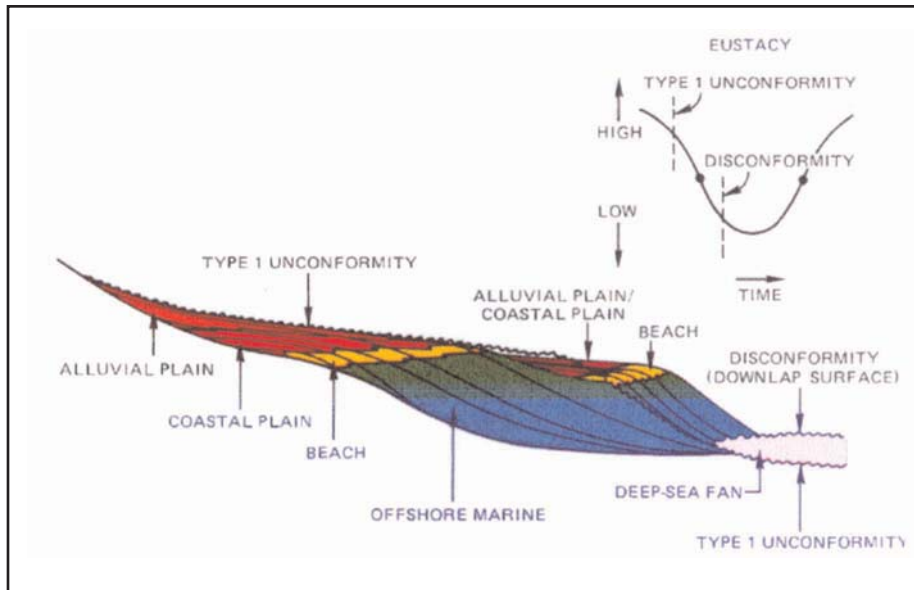 EUSTACY
TYPE 1 UNCONFORMITY
HIGH
DISCONFORMITY
LOW
TIME
TYPE 1 UNCONFORMITY
ALLUVIAL PLAIN/
COASTAL PLAIN
BEACH
DISCONFORMITY
(DOWNLAP SURFACE)
ALLUVIAL PLAIN
COASTAL PLAIN
BEACH
OFFSHORE MARINE
DEEP-SEA FAN
TYPE 1 UNCONFORMITY